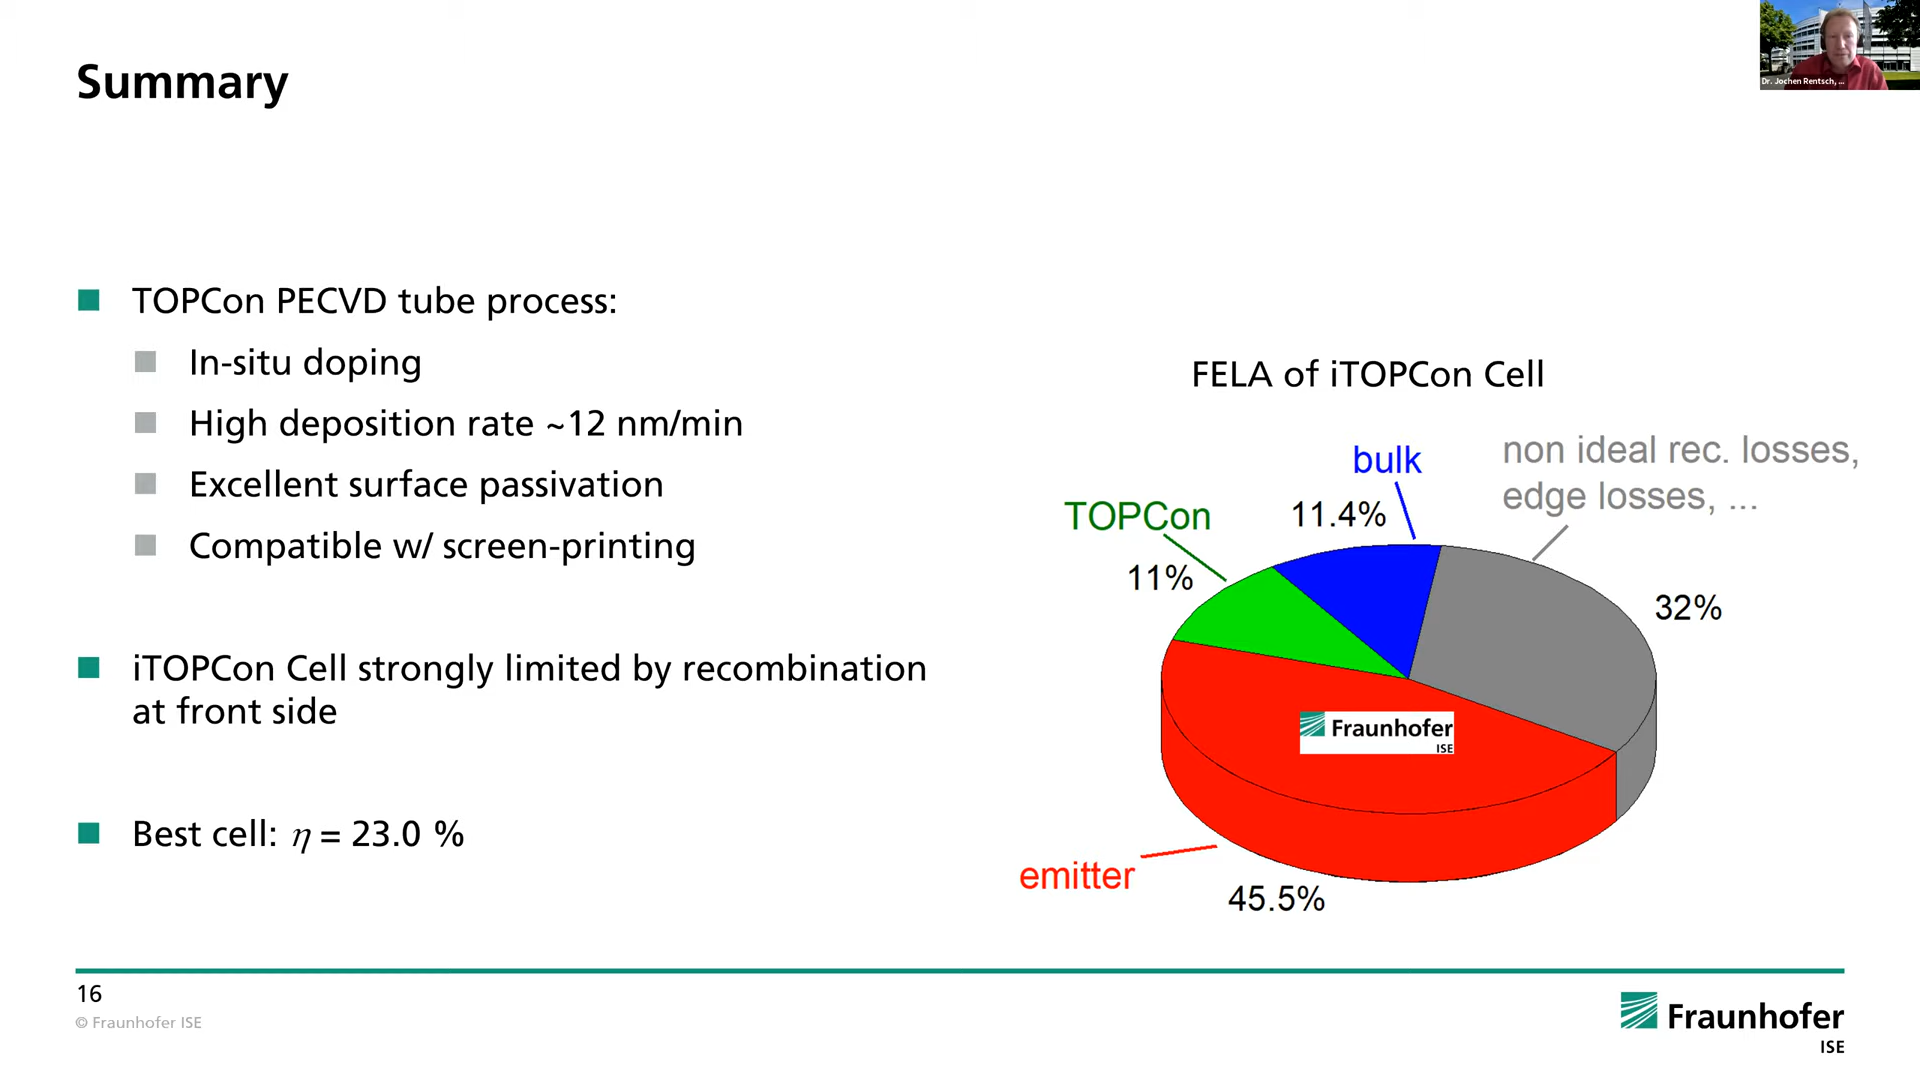 Summary
Dr. Jochen Rentsch, ...
TOPCon PECVD tube process:
In-situ doping
High deposition rate ~12 nm/min
Excellent surface passivation
Compatible w/ screen-printing
iTOPCon Cell strongly limited by recombination
at front side
Best cell: η = 23.0 %
FELA of iTOPCon Cell
bulk
11.4%
non ideal rec. losses,
edge losses, ...
32%
TOPCon
11%
Fraunhofer
ISE
emitter
45.5%
16
© Fraunhofer ISE
Fraunhofer
ISE